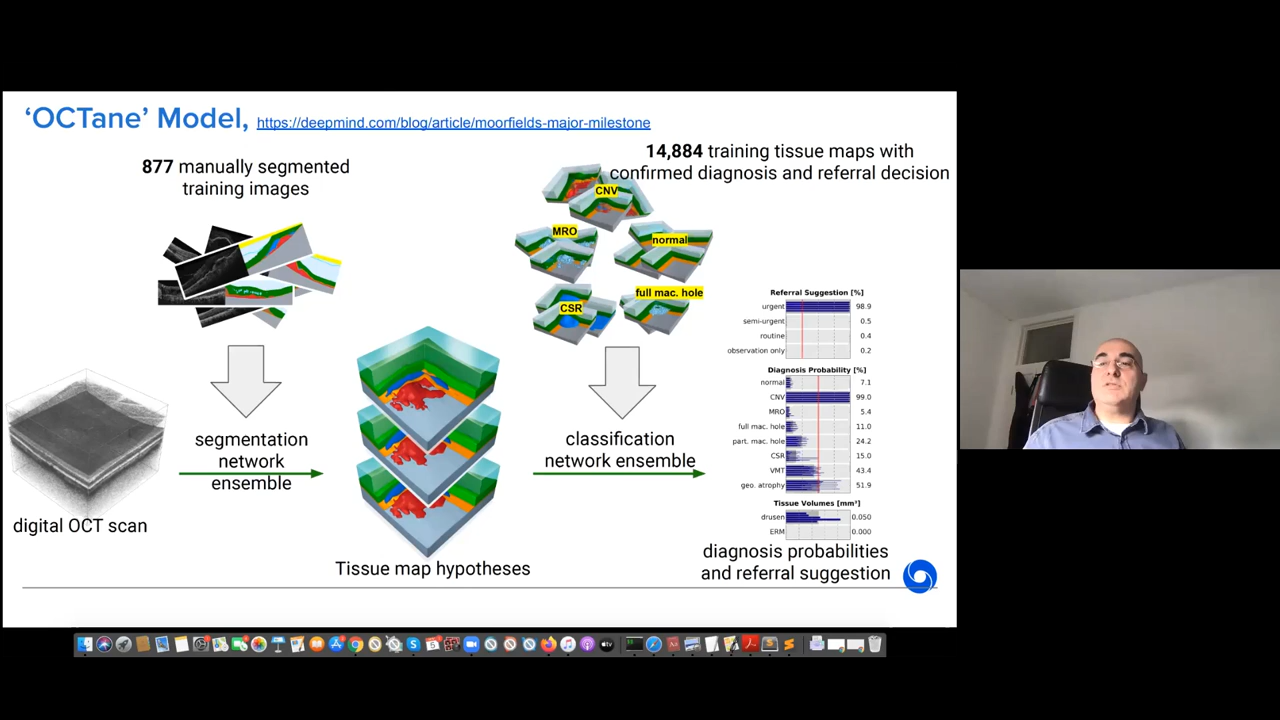 ‘OCTane’ Model, https://deepmind.com/blog/article/moorfields-major-milestone
877 manually segmented
training images
14,884 training tissue maps with
confirmed diagnosis and referral decision
CNV
MRO
normal
CSR
full mac. hole
digital OCT scan
segmentation
network
ensemble
Tissue map hypotheses
classification
network ensemble
Referral Suggestion [%]
urgent 98.9
semi-urgent 0.5
routine 0.4
observation only 0.2
Diagnosis Probability [%]
normal 7.1
CNV 99.0
MRO 5.4
full mac. hole 11.0
part. mac. hole 24.2
CSR 15.0
VMT 43.4
geo. atrophy 51.9
Tissue Volumes [mm³]
drusen 0.050
ERM 0.000
diagnosis probabilities
and referral suggestion